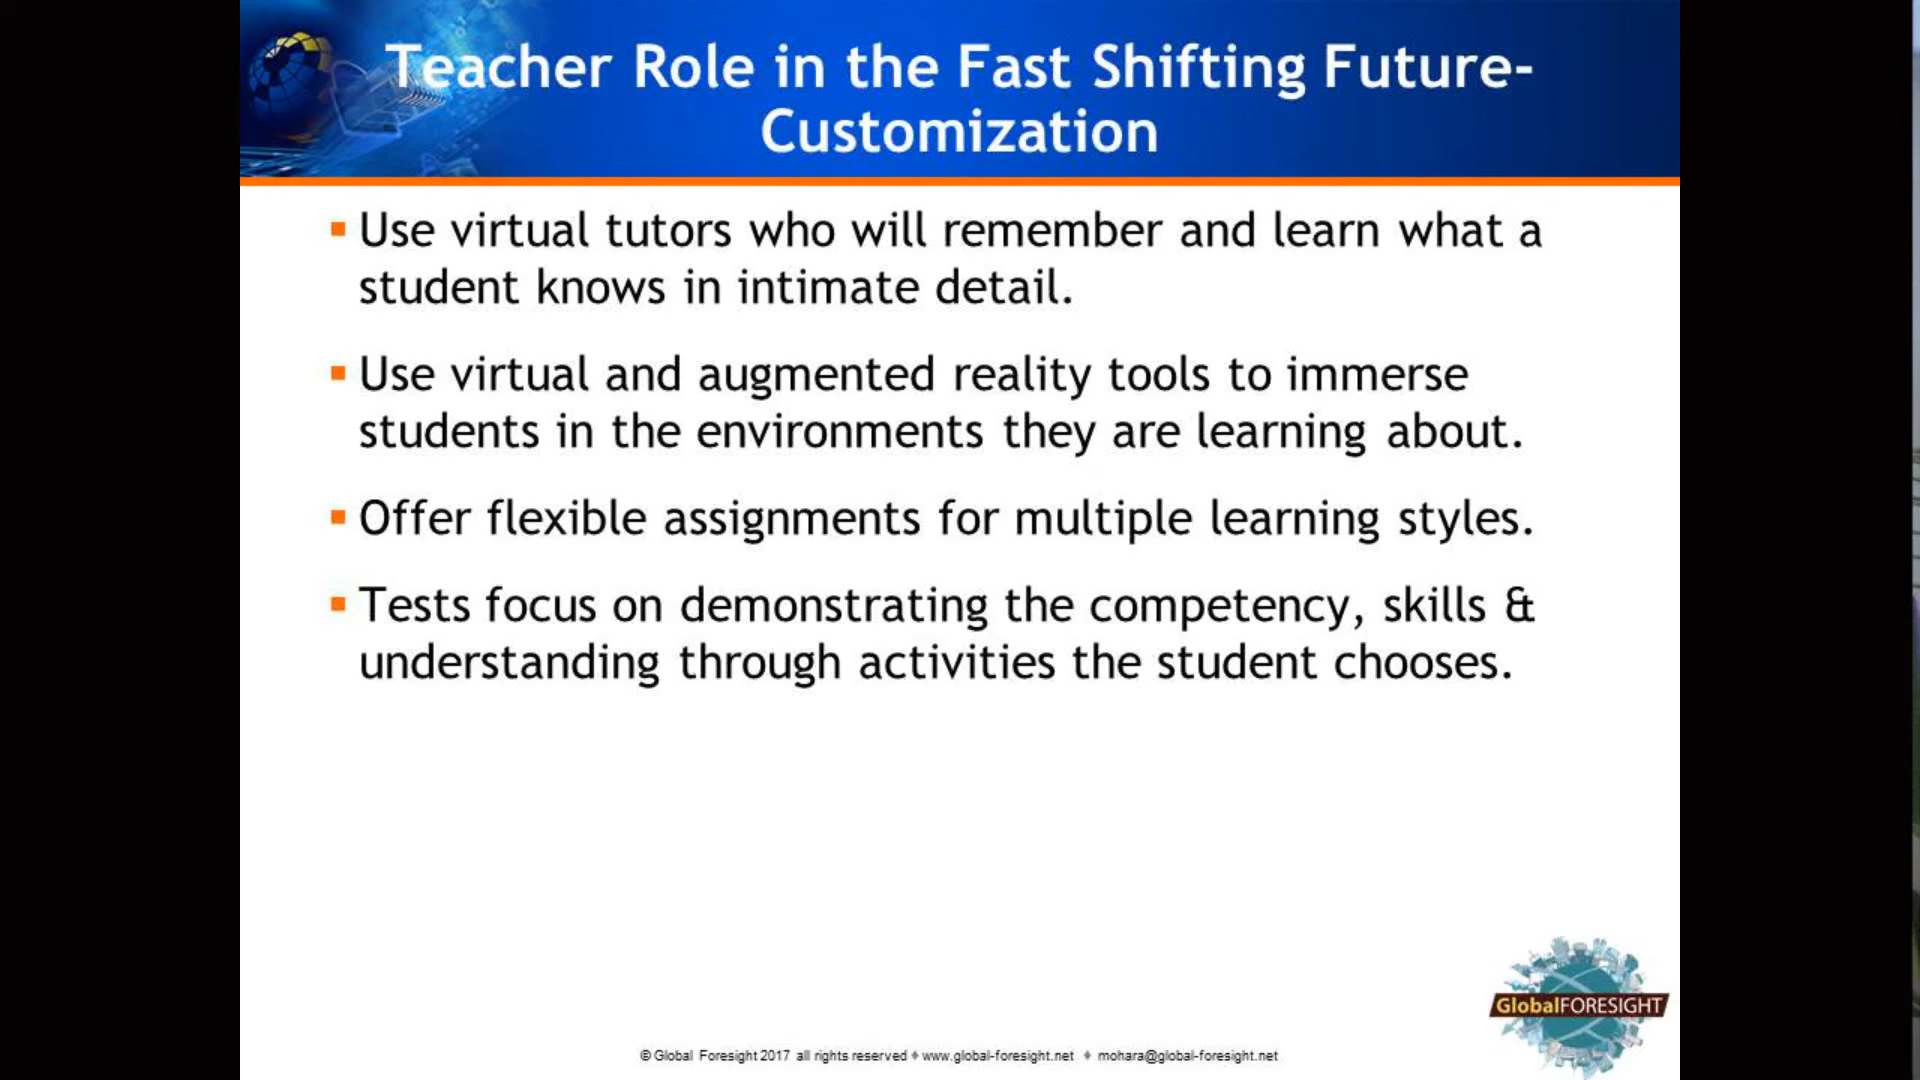 Teacher Role in the Fast Shifting Future-
Customization
▪ Use virtual tutors who will remember and learn what a
student knows in intimate detail.
▪ Use virtual and augmented reality tools to immerse
students in the environments they are learning about.
▪ Offer flexible assignments for multiple learning styles.
▪ Tests focus on demonstrating the competency, skills &
understanding through activities the student chooses.
GlobalFORESIGHT
© Global Foresight 2017 all rights reserved ♦ www.global-foresight.net ♦ mohara@global-foresight.net